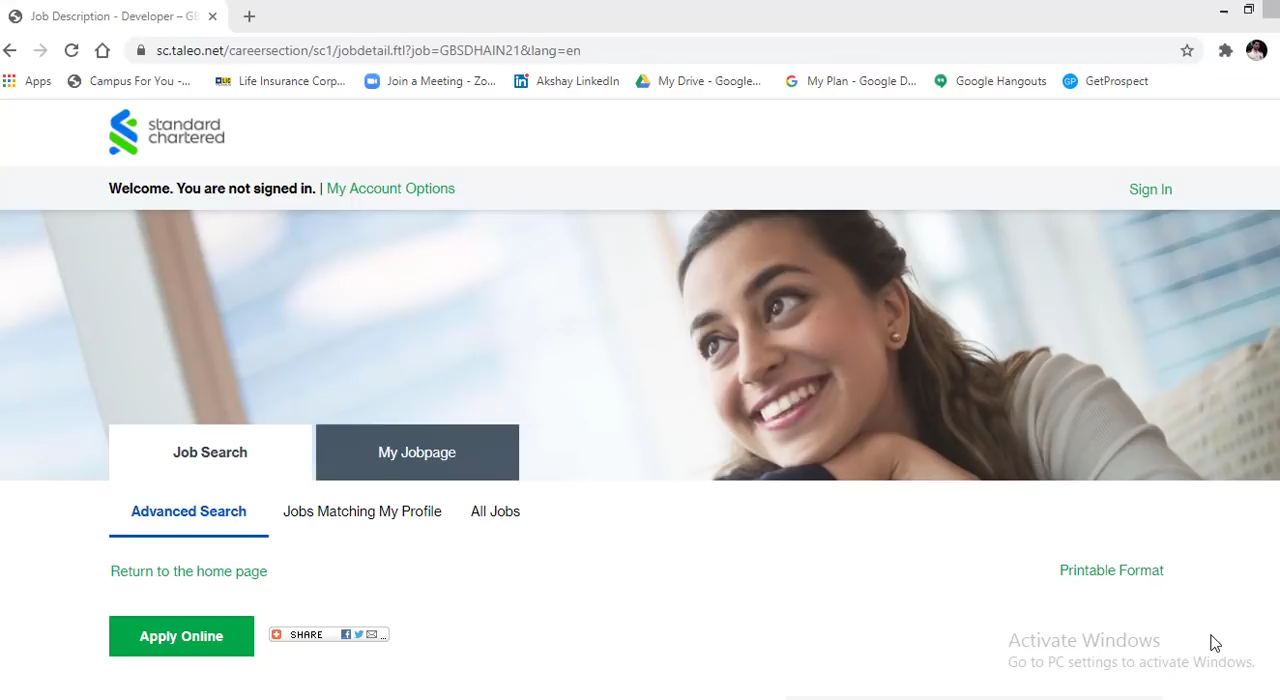 Job Description - Developer – GB
sc.taleo.net/careersection/sc1/jobdetail.ftl?job=GBSDHAIN21&lang=en
Apps Campus For You -... LIC Life Insurance Corp... Join a Meeting - Zo... Akshay LinkedIn My Drive - Google... My Plan - Google D... Google Hangouts GP GetProspect
standard
chartered
Welcome. You are not signed in. | My Account Options Sign In
Job Search My Jobpage
Advanced Search Jobs Matching My Profile All Jobs
Return to the home page Printable Format
Apply Online SHARE ...
Activate Windows
Go to PC settings to activate Windows.